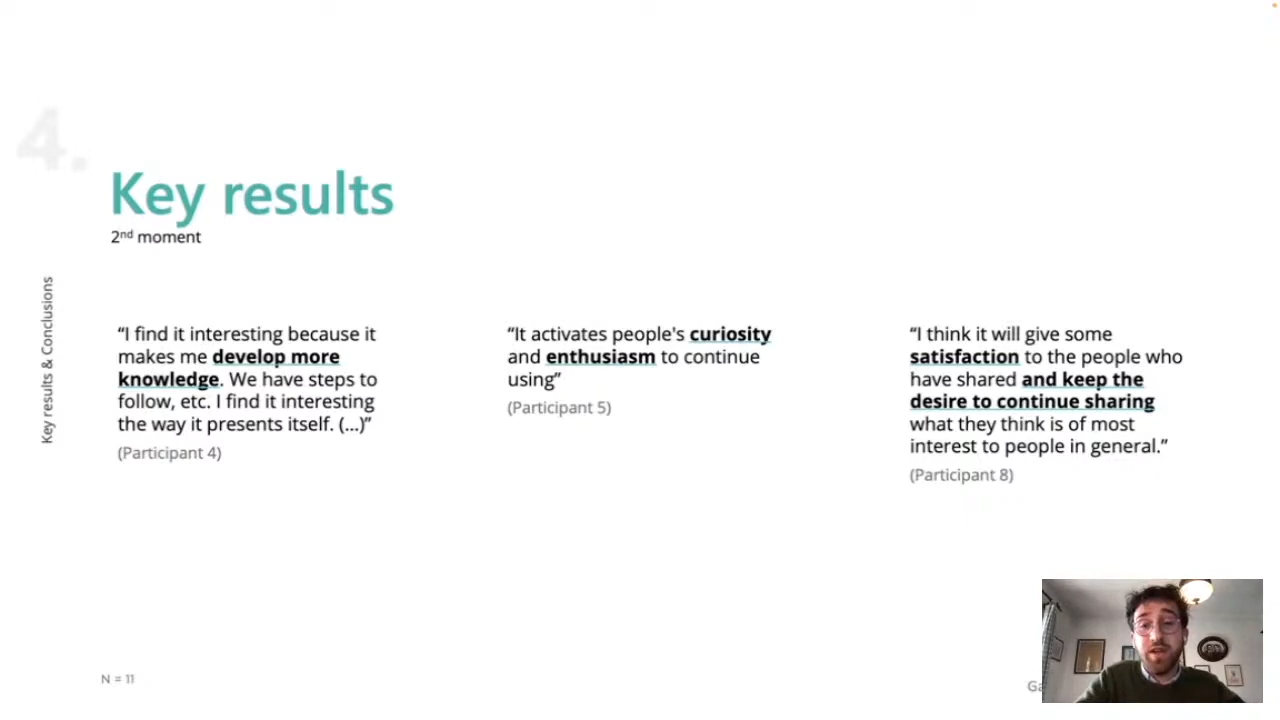 4.
Key results
2nd moment
Key results & Conclusions
“I find it interesting because it
makes me develop more
knowledge. We have steps to
follow, etc. I find it interesting
the way it presents itself. (...)”
(Participant 4)
“It activates people's curiosity
and enthusiasm to continue
using”
(Participant 5)
“I think it will give some
satisfaction to the people who
have shared and keep the
desire to continue sharing
what they think is of most
interest to people in general.”
(Participant 8)
N = 11